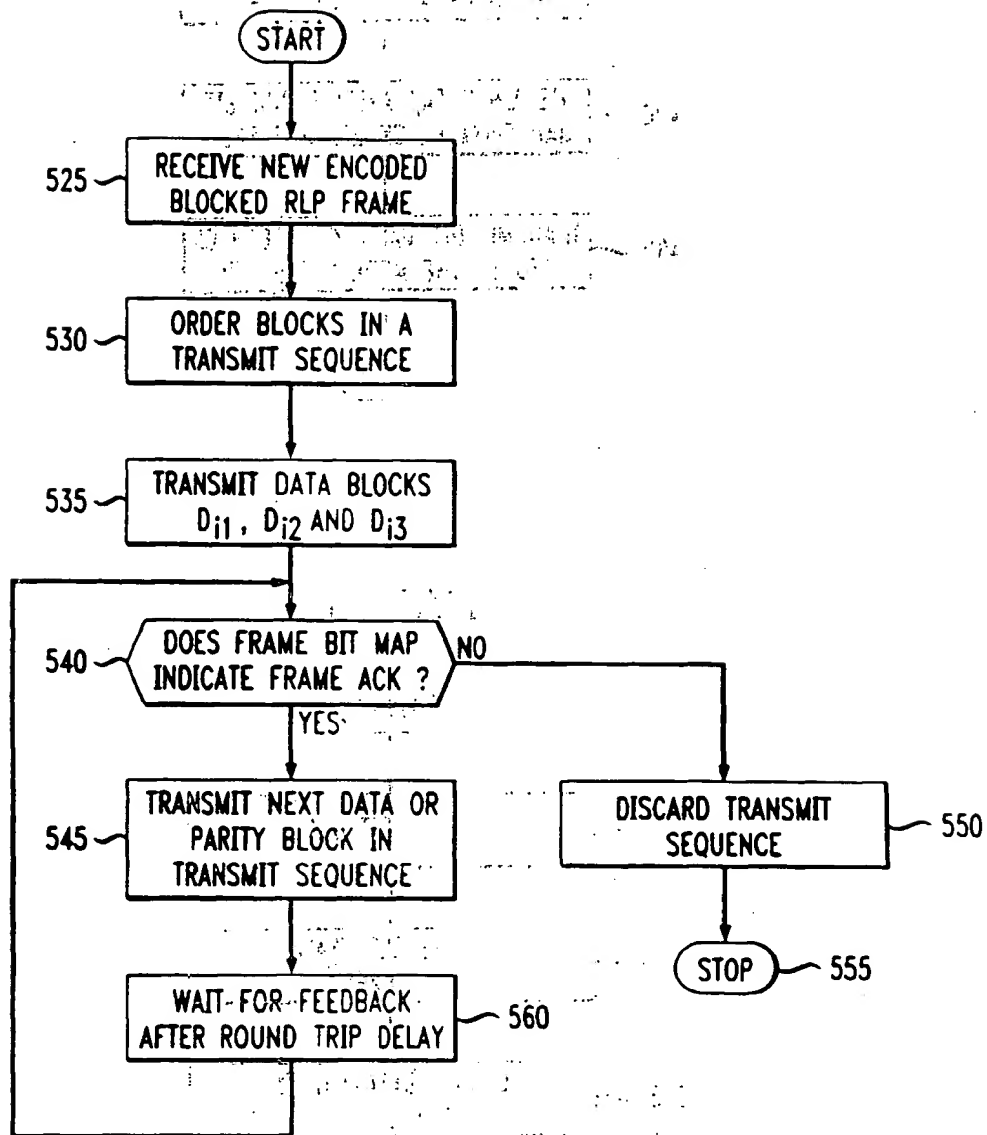 START
525
RECEIVE NEW ENCODED
BLOCKED RLP FRAME
530
ORDER BLOCKS IN A
TRANSMIT SEQUENCE
535
TRANSMIT DATA BLOCKS
Di1, Di2 AND Di3
540
DOES FRAME BIT MAP
INDICATE FRAME ACK ?
NO
YES
545
TRANSMIT NEXT DATA OR
PARITY BLOCK IN
TRANSMIT SEQUENCE
DISCARD TRANSMIT
SEQUENCE
550
STOP
555
WAIT-FOR-FEEDBACK
AFTER ROUND TRIP DELAY
560